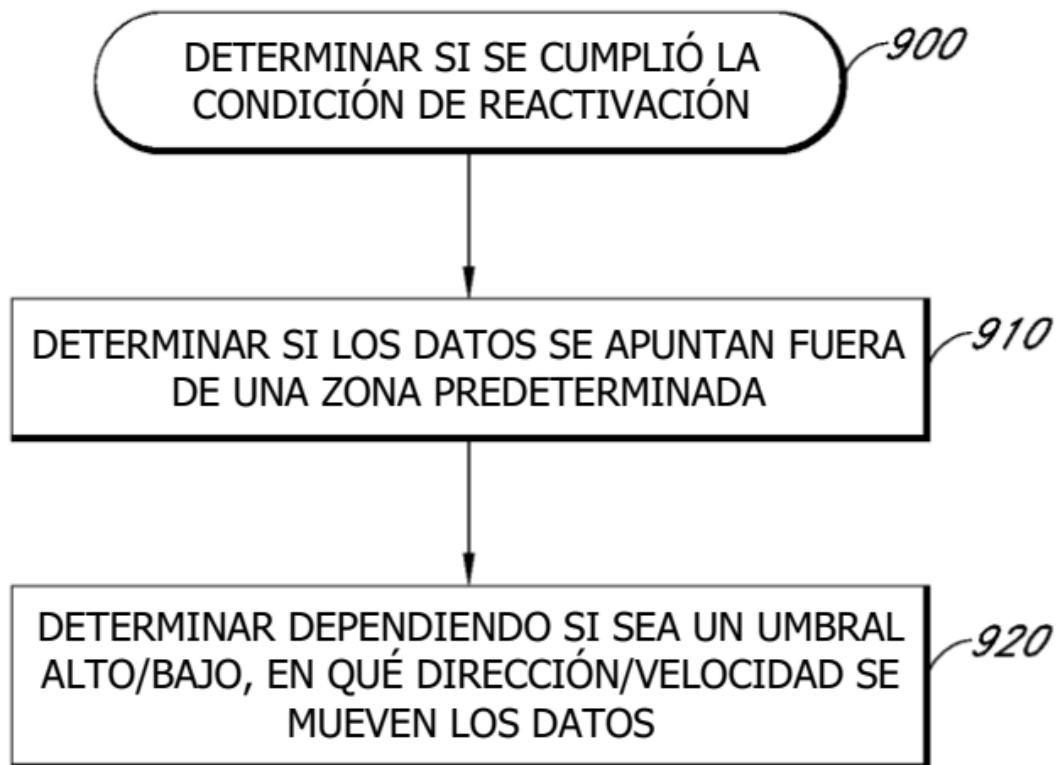 DETERMINAR SI SE CUMPLIÓ LA
CONDICIÓN DE REACTIVACIÓN
900
DETERMINAR SI LOS DATOS SE APUNTAN FUERA
DE UNA ZONA PREDETERMINADA
910
DETERMINAR DEPENDIENDO SI SEA UN UMBRAL
ALTO/BAJO, EN QUÉ DIRECCIÓN/VELOCIDAD SE
MUEVEN LOS DATOS
920